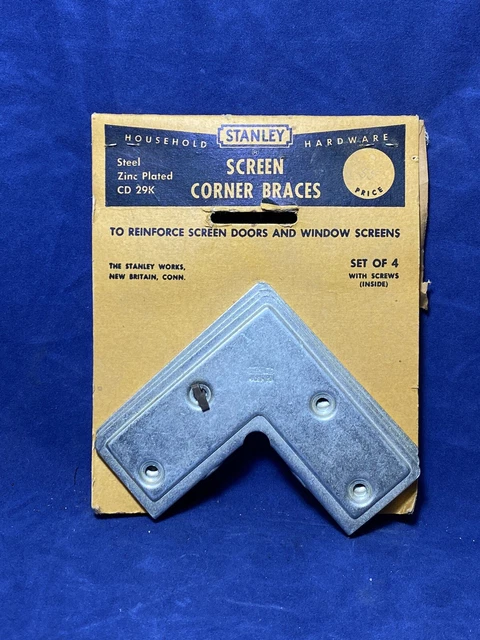 HOUSEHOLD STANLEY HARDWARE
Steel
Zinc Plated
CD 29K
SCREEN
CORNER BRACES
PRICE
TO REINFORCE SCREEN DOORS AND WINDOW SCREENS
THE STANLEY WORKS,
NEW BRITAIN, CONN.
SET OF 4
WITH SCREWS
(INSIDE)